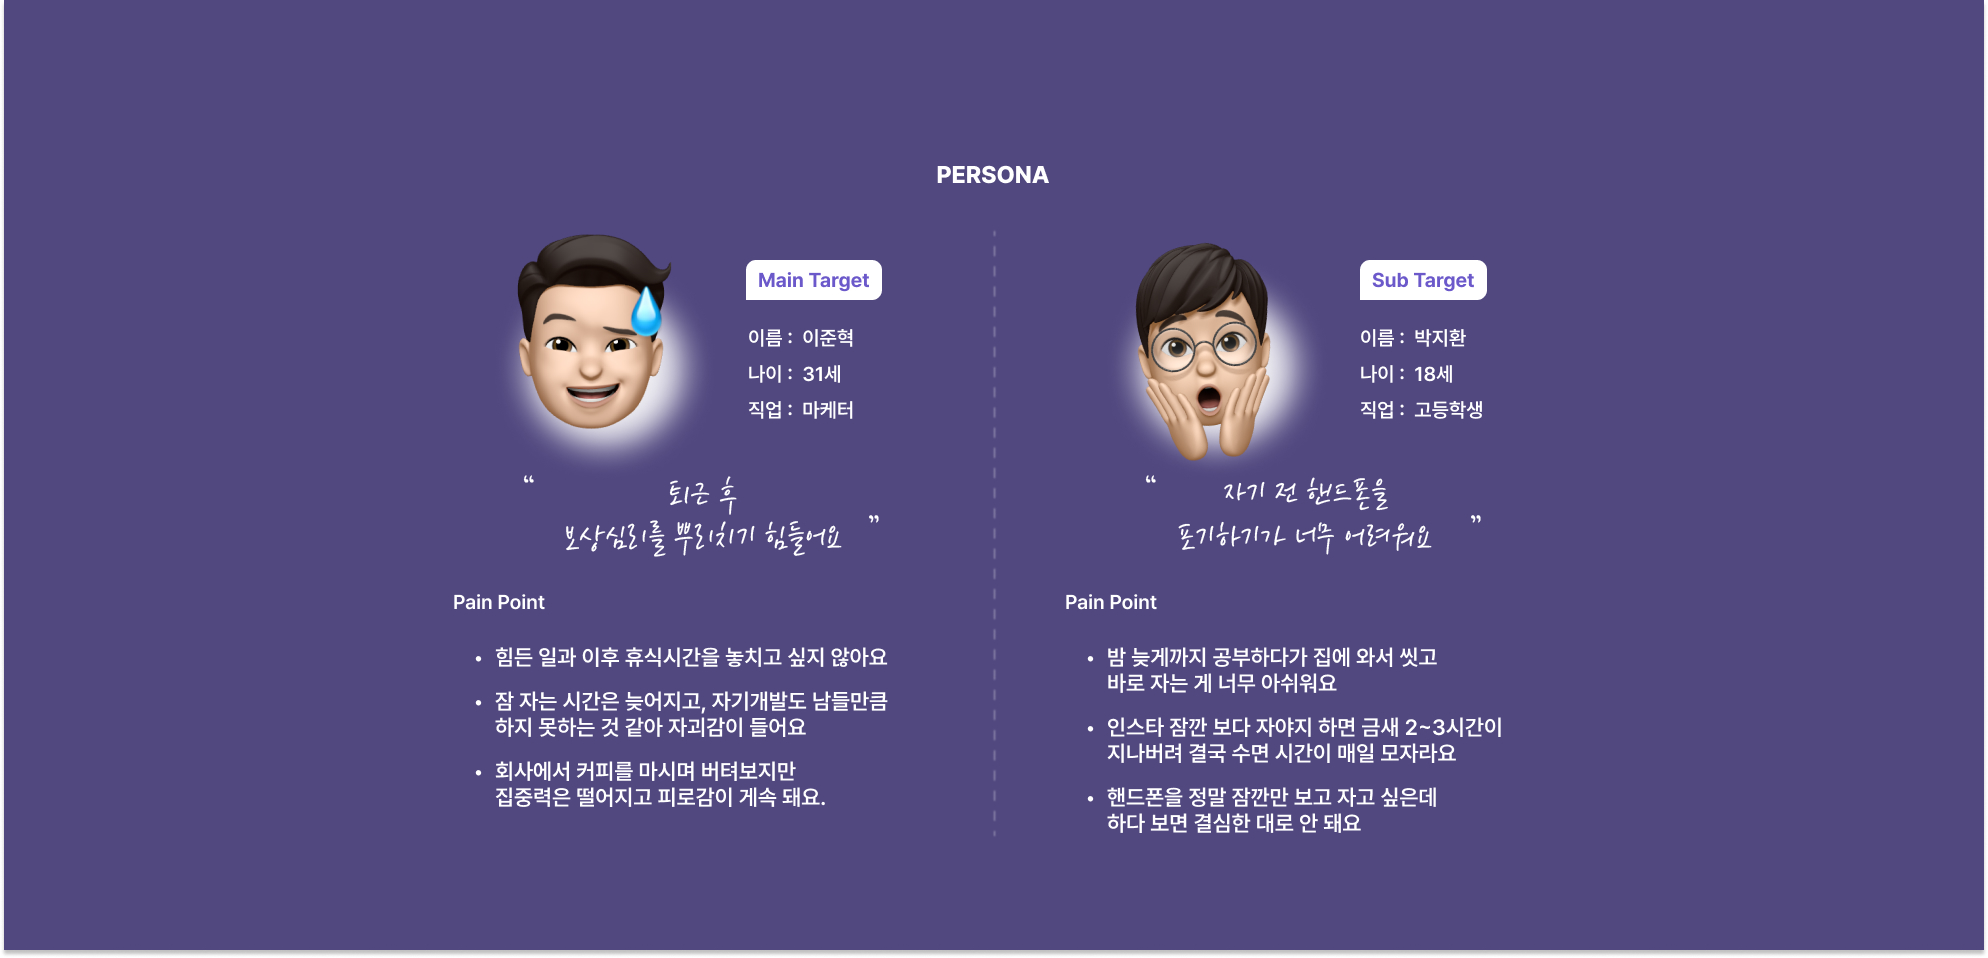 PERSONA
Main Target
이름 : 이준혁
나이 : 31세
직업 : 마케터
“ 퇴근 후
보상심리를 뿌리치기 힘들어요 ”
Pain Point
• 힘든 일과 이후 휴식시간을 놓치고 싶지 않아요
• 잠 자는 시간은 늦어지고, 자기개발도 남들만큼
하지 못하는 것 같아 자괴감이 들어요
• 회사에서 커피를 마시며 버텨보지만
집중력은 떨어지고 피로감이 게속 돼요.
Sub Target
이름 : 박지환
나이 : 18세
직업 : 고등학생
“ 자기 전 핸드폰을
포기하기가 너무 어려워요 ”
Pain Point
• 밤 늦게까지 공부하다가 집에 와서 씻고
바로 자는 게 너무 아쉬워요
• 인스타 잠깐 보다 자야지 하면 금새 2~3시간이
지나버려 결국 수면 시간이 매일 모자라요
• 핸드폰을 정말 잠깐만 보고 자고 싶은데
하다 보면 결심한 대로 안 돼요